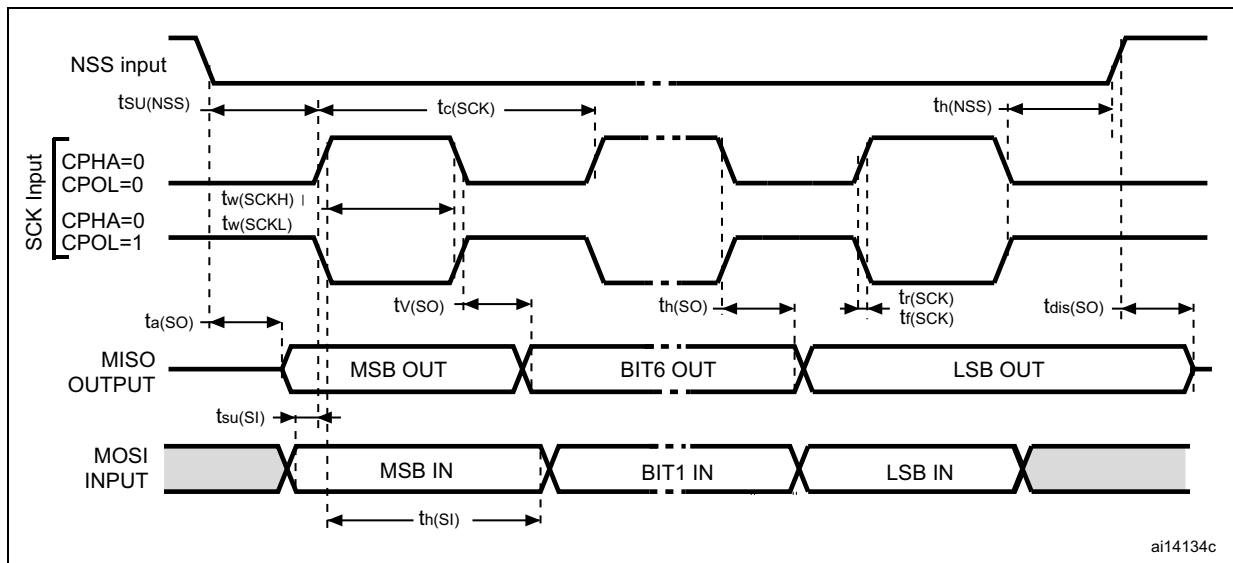 NSS input
tSU(NSS)
tc(SCK)
th(NSS)
SCK Input
CPHA=0
CPOL=0
tw(SCKH)
CPHA=0
tw(SCKL)
CPOL=1
tV(SO)
th(SO)
tr(SCK)
tf(SCK)
tdis(SO)
ta(SO)
MISO
OUTPUT
MSB OUT
BIT6 OUT
LSB OUT
tsu(SI)
MOSI
INPUT
MSB IN
BIT1 IN
LSB IN
th(SI)
ai14134c